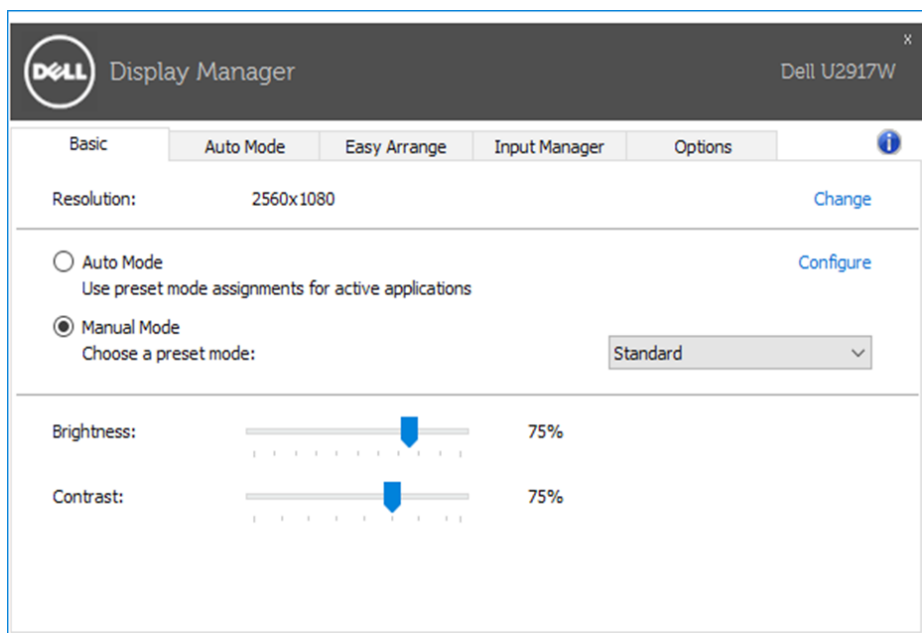 x
DELL Display Manager Dell U2917W
Basic Auto Mode Easy Arrange Input Manager Options i
Resolution: 2560x1080 Change
Auto Mode Configure
Use preset mode assignments for active applications
Manual Mode
Choose a preset mode: Standard
Brightness: 75%
Contrast: 75%